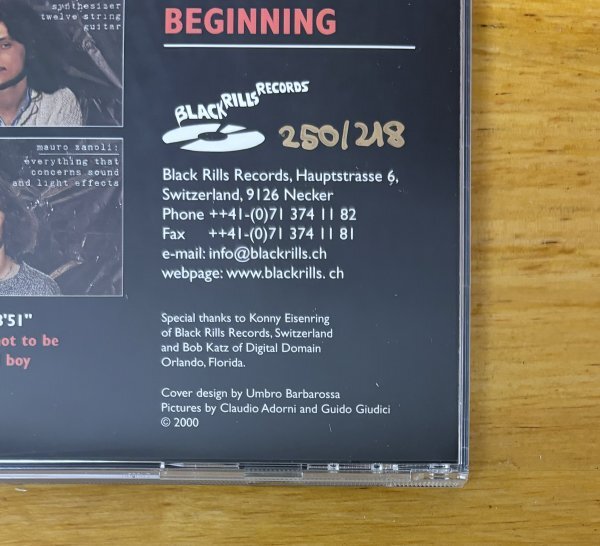 synthesizer
twelve string
guitar
mauro zanoli:
everything that
concerns sound
and light effects
3'51"
not to be
boy
BEGINNING
BLACK RILLS RECORDS
250/218
Black Rills Records, Hauptstrasse 6,
Switzerland, 9126 Necker
Phone ++41-(0)71 374 11 82
Fax ++41-(0)71 374 11 81
e-mail: info@blackrills.ch
webpage: www.blackrills. ch
Special thanks to Konny Eisenring
of Black Rills Records, Switzerland
and Bob Katz of Digital Domain
Orlando, Florida.
Cover design by Umbro Barbarossa
Pictures by Claudio Adorni and Guido Giudici
© 2000